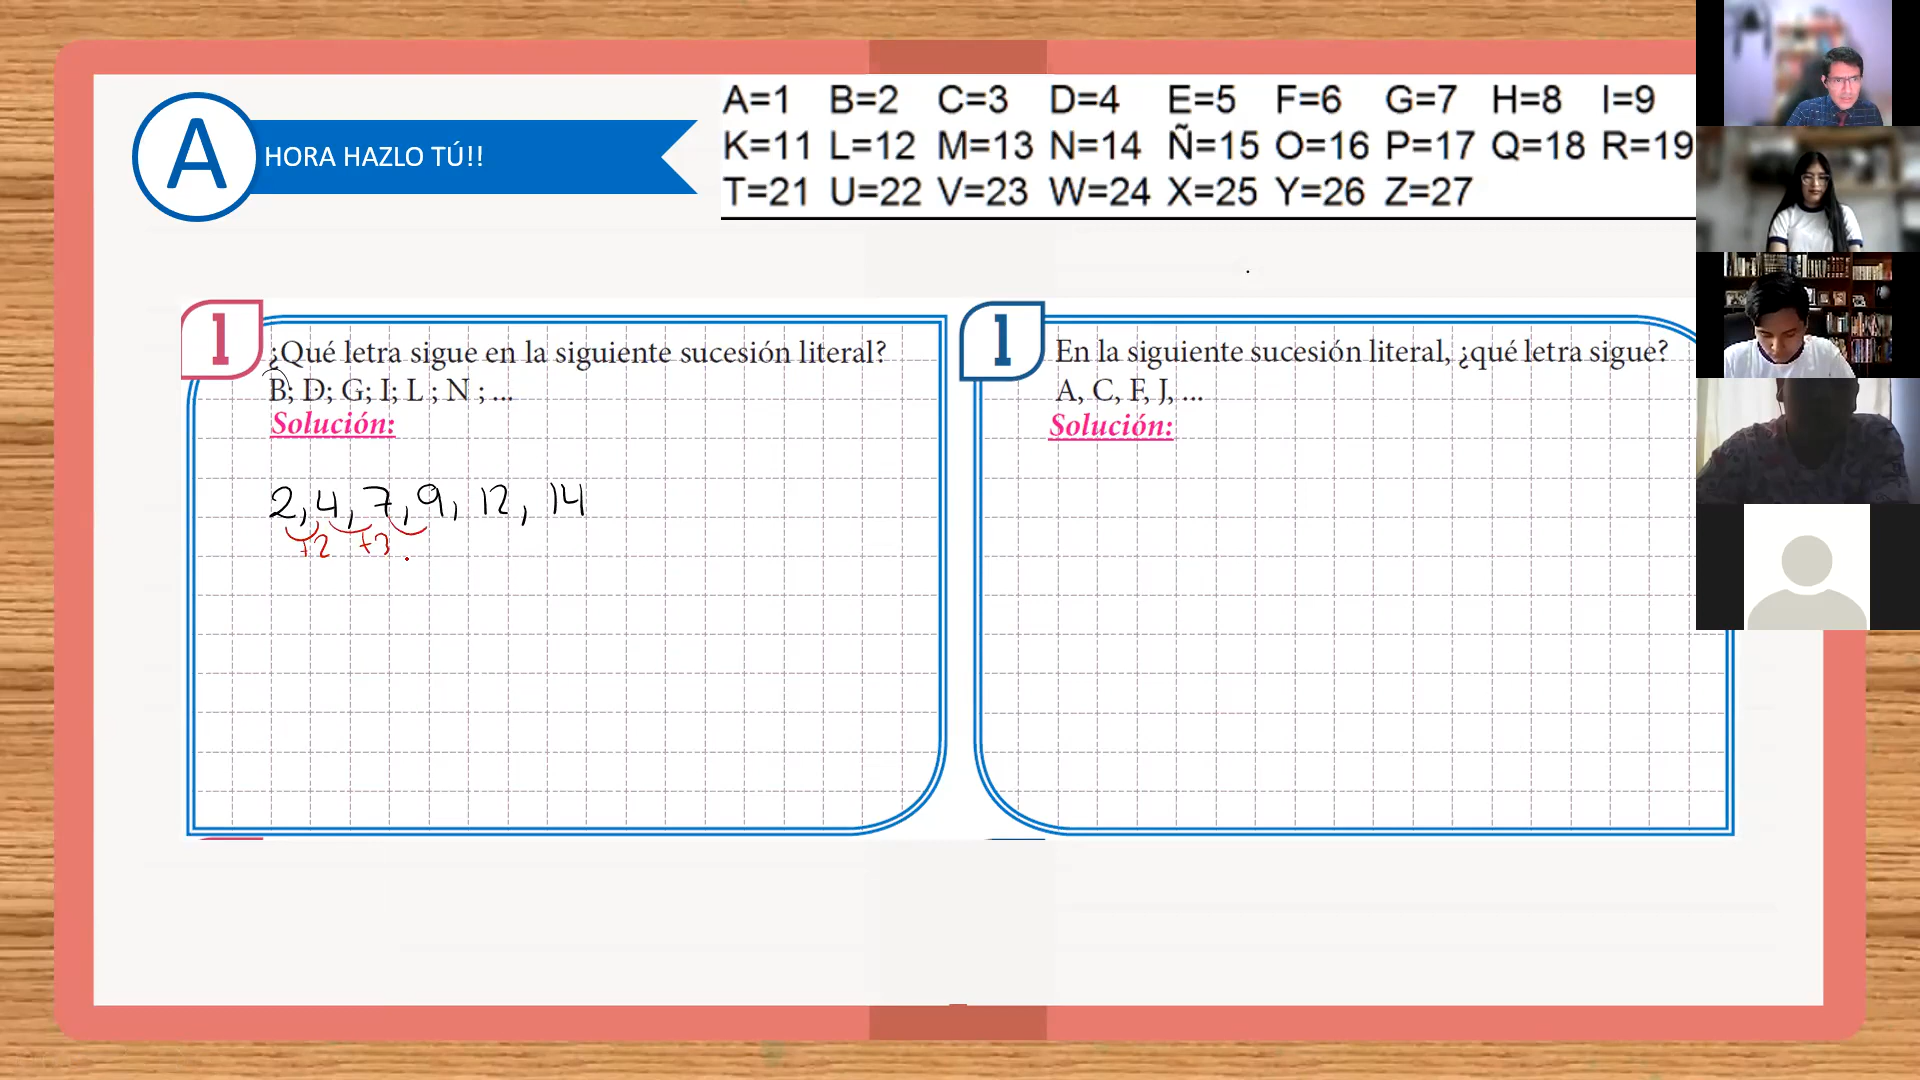 A
HORA HAZLO TÚ!!
A=1 B=2 C=3 D=4 E=5 F=6 G=7 H=8 I=9
K=11 L=12 M=13 N=14 Ñ=15 O=16 P=17 Q=18 R=19
T=21 U=22 V=23 W=24 X=25 Y=26 Z=27
1
¿Qué letra sigue en la siguiente sucesión literal?
B; D; G; I; L ; N ; ...
Solución:
2, 4, 7, 9, 12, 14
+2 +3
1
En la siguiente sucesión literal, ¿qué letra sigue?
A, C, F, J, ...
Solución: